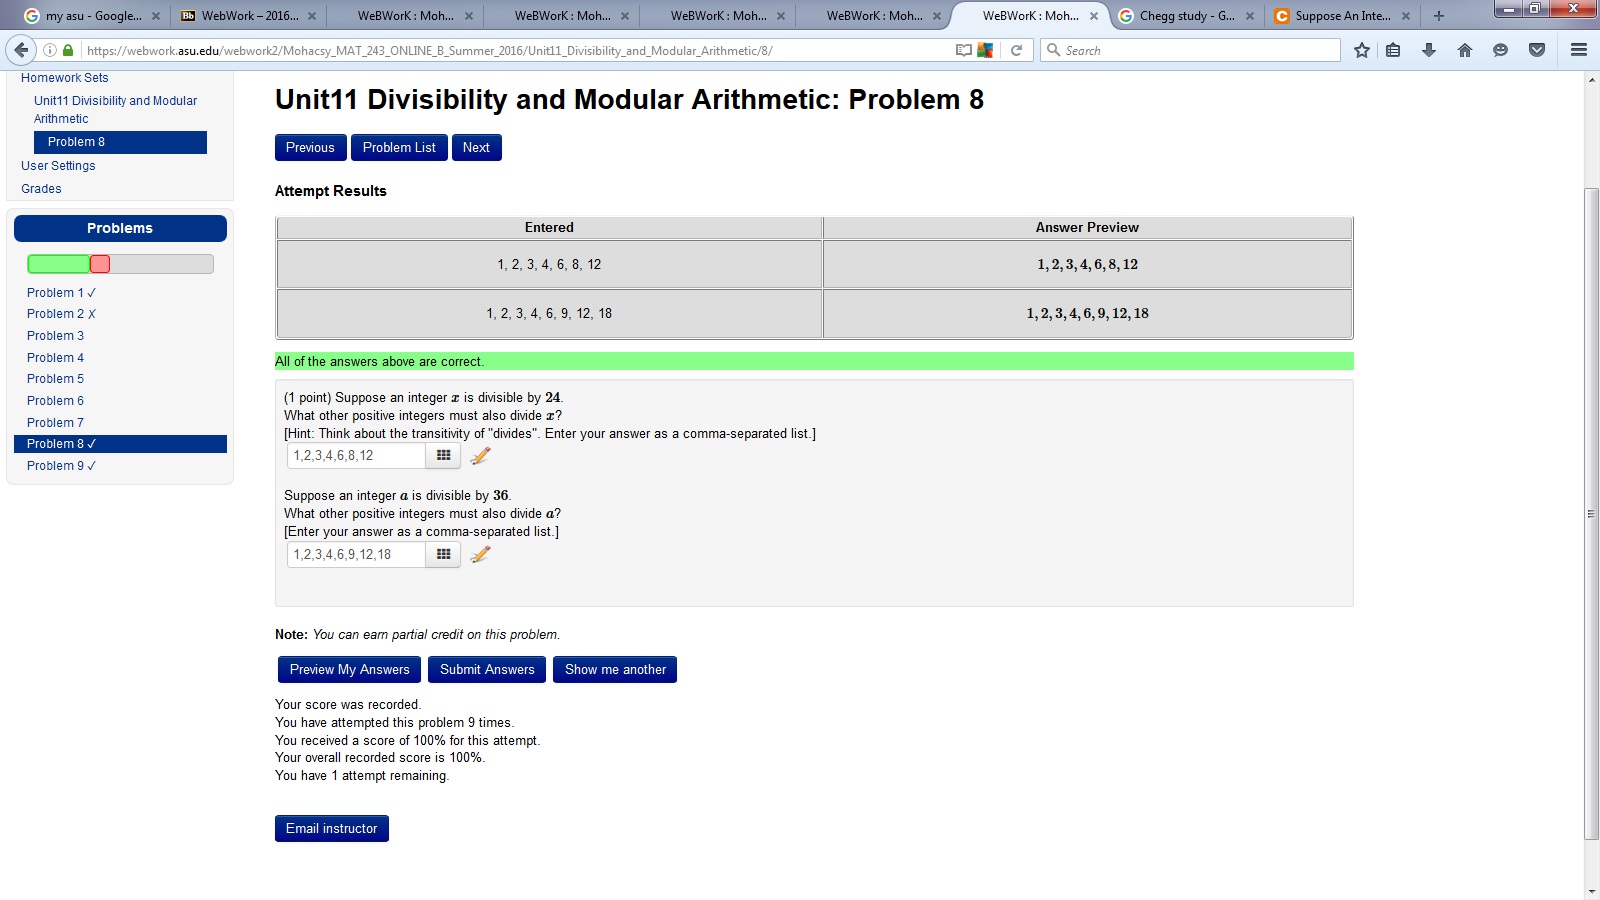 my asu - Google...
WebWork – 2016...
WeBWorK : Moh...
WeBWorK : Moh...
WeBWorK : Moh...
WeBWorK : Moh...
WeBWorK : Moh...
Chegg study - G...
Suppose An Inte...
https://webwork.asu.edu/webwork2/Mohacsy_MAT_243_ONLINE_B_Summer_2016/Unit11_Divisibility_and_Modular_Arithmetic/8/
Search
Homework Sets
Unit11 Divisibility and Modular
Arithmetic
Problem 8
User Settings
Grades
Problems
Problem 1 ✓
Problem 2 ✗
Problem 3
Problem 4
Problem 5
Problem 6
Problem 7
Problem 8 ✓
Problem 9 ✓
Unit11 Divisibility and Modular Arithmetic: Problem 8
Previous Problem List Next
Attempt Results
Entered Answer Preview
1, 2, 3, 4, 6, 8, 12 1, 2, 3, 4, 6, 8, 12
1, 2, 3, 4, 6, 9, 12, 18 1, 2, 3, 4, 6, 9, 12, 18
All of the answers above are correct.
(1 point) Suppose an integer x is divisible by 24.
What other positive integers must also divide x?
[Hint: Think about the transitivity of "divides". Enter your answer as a comma-separated list.]
1,2,3,4,6,8,12
Suppose an integer a is divisible by 36.
What other positive integers must also divide a?
[Enter your answer as a comma-separated list.]
1,2,3,4,6,9,12,18
Note: You can earn partial credit on this problem.
Preview My Answers Submit Answers Show me another
Your score was recorded.
You have attempted this problem 9 times.
You received a score of 100% for this attempt.
Your overall recorded score is 100%.
You have 1 attempt remaining.
Email instructor